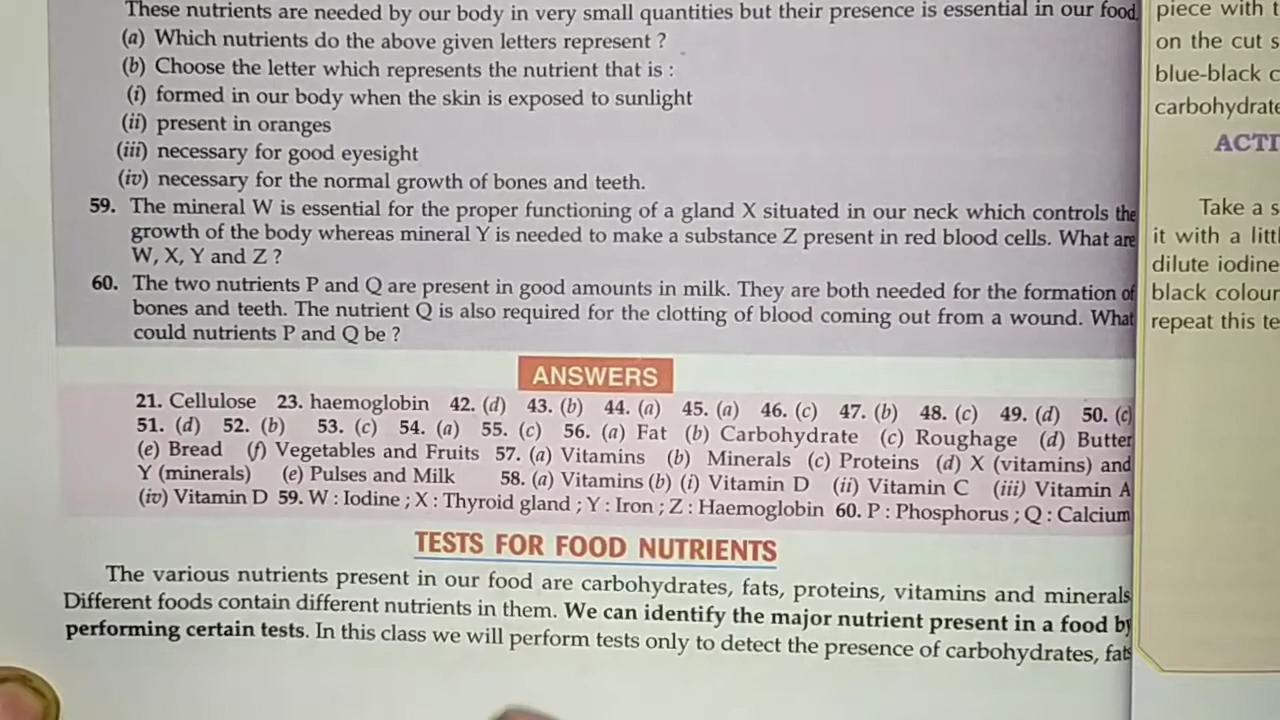 These nutrients are needed by our body in very small quantities but their presence is essential in our food.
(a) Which nutrients do the above given letters represent ?
(b) Choose the letter which represents the nutrient that is :
(i) formed in our body when the skin is exposed to sunlight
(ii) present in oranges
(iii) necessary for good eyesight
(iv) necessary for the normal growth of bones and teeth.
59. The mineral W is essential for the proper functioning of a gland X situated in our neck which controls the
growth of the body whereas mineral Y is needed to make a substance Z present in red blood cells. What are
W, X, Y and Z ?
60. The two nutrients P and Q are present in good amounts in milk. They are both needed for the formation of
bones and teeth. The nutrient Q is also required for the clotting of blood coming out from a wound. What
could nutrients P and Q be ?
ANSWERS
21. Cellulose 23. haemoglobin 42. (d) 43. (b) 44. (a) 45. (a) 46. (c) 47. (b) 48. (c) 49. (d) 50. (c)
51. (d) 52. (b) 53. (c) 54. (a) 55. (c) 56. (a) Fat (b) Carbohydrate (c) Roughage (d) Butter
(e) Bread (f) Vegetables and Fruits 57. (a) Vitamins (b) Minerals (c) Proteins (d) X (vitamins) and
Y (minerals) (e) Pulses and Milk 58. (a) Vitamins (b) (i) Vitamin D (ii) Vitamin C (iii) Vitamin A
(iv) Vitamin D 59. W : Iodine ; X : Thyroid gland ; Y : Iron ; Z : Haemoglobin 60. P : Phosphorus ; Q : Calcium
TESTS FOR FOOD NUTRIENTS
The various nutrients present in our food are carbohydrates, fats, proteins, vitamins and minerals
Different foods contain different nutrients in them. We can identify the major nutrient present in a food by
performing certain tests. In this class we will perform tests only to detect the presence of carbohydrates, fats
piece with t
on the cut s
blue-black c
carbohydrate
ACTI
Take a s
it with a littl
dilute iodine
black colour
repeat this te